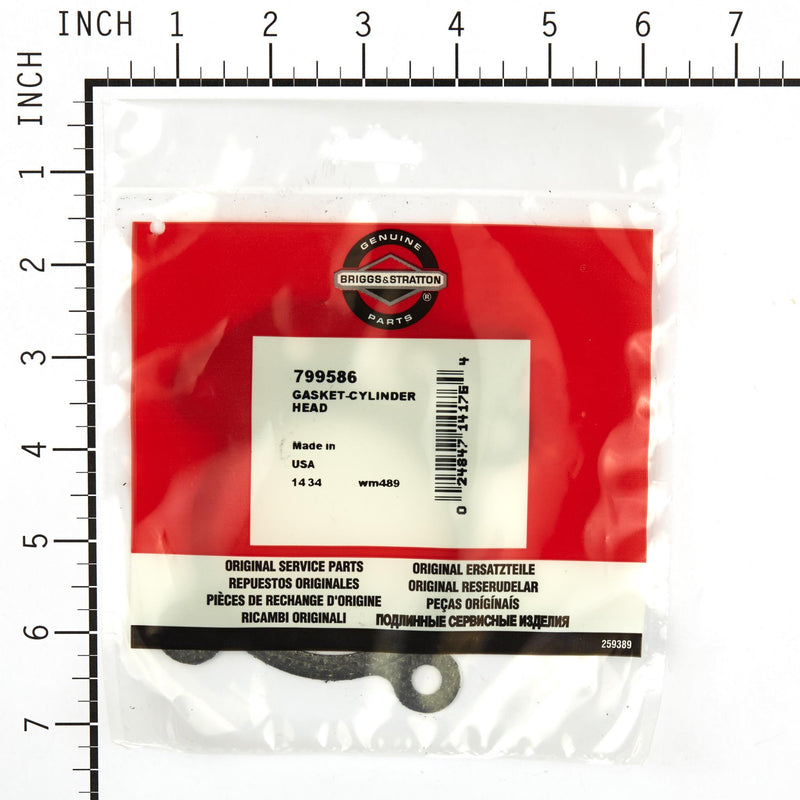 INCH 1 2 3 4 5 6 7
INCH
1
2
3
4
5
6
7
GENUINE
BRIGGS&STRATTON
®
PARTS
799586
GASKET-CYLINDER
HEAD
Made in
USA
14 34 wm489
0 24847 14176 4
ORIGINAL SERVICE PARTS
REPUESTOS ORIGINALES
PIÈCES DE RECHANGE D'ORIGINE
RICAMBI ORIGINALI
ORIGINAL ERSATZTEILE
ORIGINAL RESERUDELAR
PEÇAS ORÍGÍNAÍS
ПОДЛИННЫЕ СЕРВИСНЫЕ ИЗДЕЛИЯ
259389